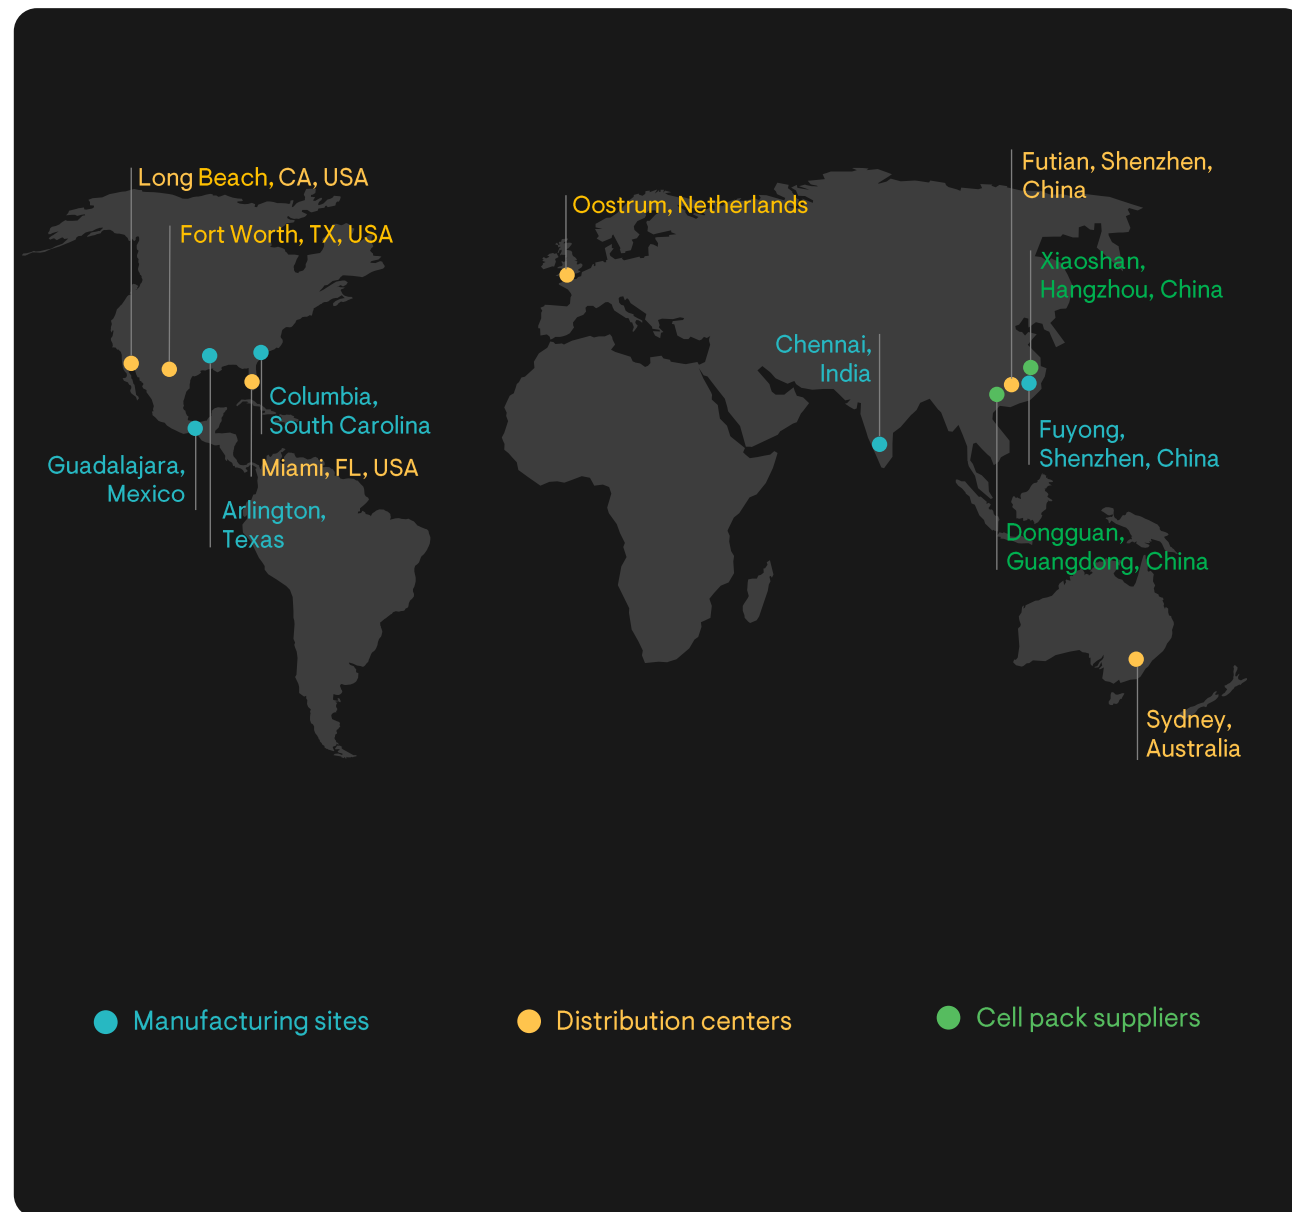 Long Beach, CA, USA
Fort Worth, TX, USA
Oostrum, Netherlands
Futian, Shenzhen,
China
Xiaoshan,
Hangzhou, China
Chennai,
India
Columbia,
South Carolina
Fuyong,
Shenzhen, China
Guadalajara,
Mexico
Miami, FL, USA
Arlington,
Texas
Dongguan,
Guangdong, China
Sydney,
Australia
Manufacturing sites
Distribution centers
Cell pack suppliers